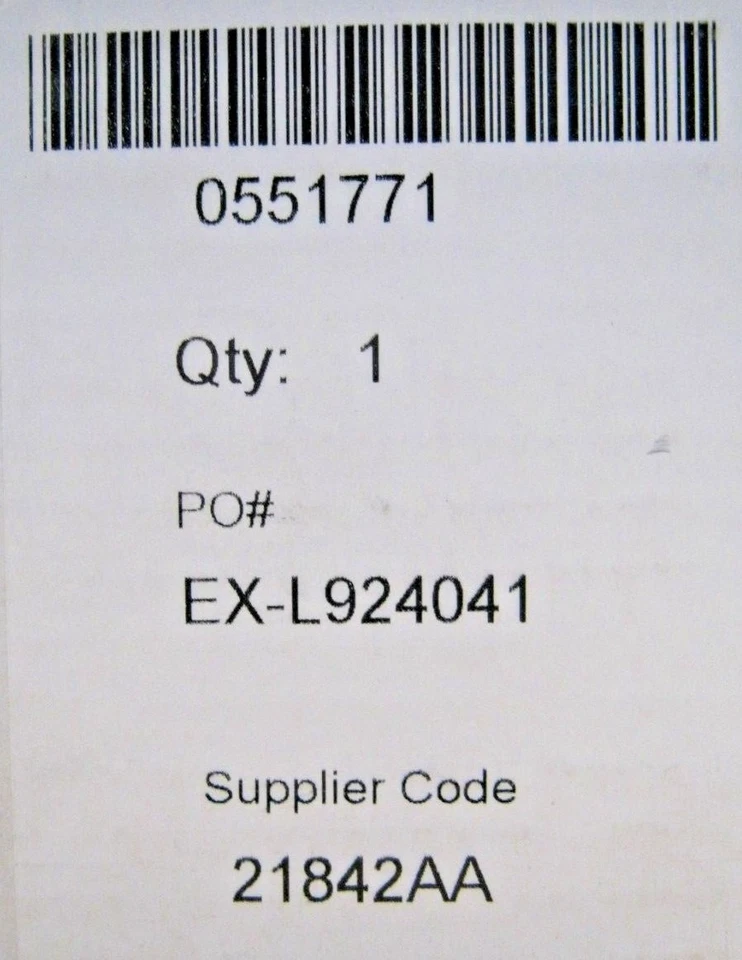 0551771
Qty: 1
PO#
EX-L924041
Supplier Code
21842AA